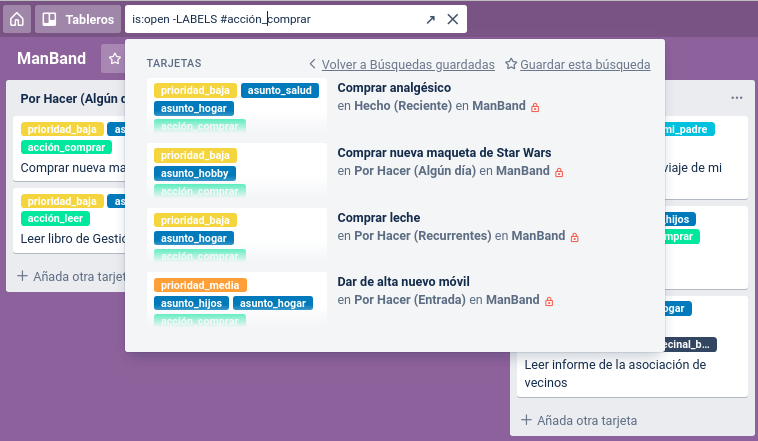 Tableros
is:open -LABELS #acción_comprar
ManBand
TARJETAS
Volver a Búsquedas guardadas
Guardar esta búsqueda
prioridad_baja asunto_salud
asunto_hogar
acción_comprar
Comprar analgésico
en Hecho (Reciente) en ManBand
prioridad_baja
asunto_hobby
acción_comprar
Comprar nueva maqueta de Star Wars
en Por Hacer (Algún día) en ManBand
prioridad_baja
asunto_hogar
acción_comprar
Comprar leche
en Por Hacer (Recurrentes) en ManBand
prioridad_media
asunto_hijos asunto_hogar
acción_comprar
Dar de alta nuevo móvil
en Por Hacer (Entrada) en ManBand
Por Hacer (Algún d
prioridad_baja as
acción_comprar
Comprar nueva ma
prioridad_baja as
acción_leer
Leer libro de Gestic
Añada otra tarjet
mi_padre
viaje de mi
hijos
mprar
ogar
ecinal_b...
Leer informe de la asociación de
vecinos
Añada otra tarjeta